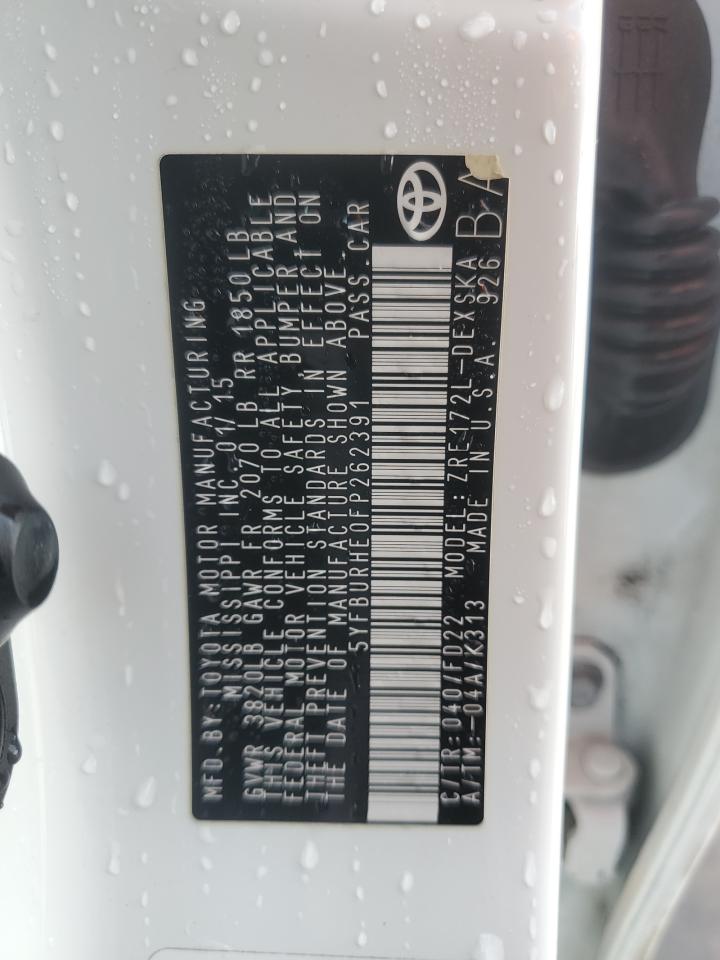 MFD.BY: TOYOTA MOTOR MANUFACTURING
MISSISSIPPI, INC. 01/15
GVWR 3820LB GAWR FR 2070 LB RR 1850 LB
THIS VEHICLE CONFORMS TO ALL APPLICABLE
FEDERAL MOTOR VEHICLE SAFETY, BUMPER AND
THEFT PREVENTION STANDARDS IN EFFECT ON
THE DATE OF MANUFACTURE SHOWN ABOVE.
5YFBURHE0FP262391 PASS.CAR
C/TR: 040/FD22 MODEL: ZRE172L-DEXSKA
A/TM: -04A/K313 MADE IN U.S.A. 926 BA